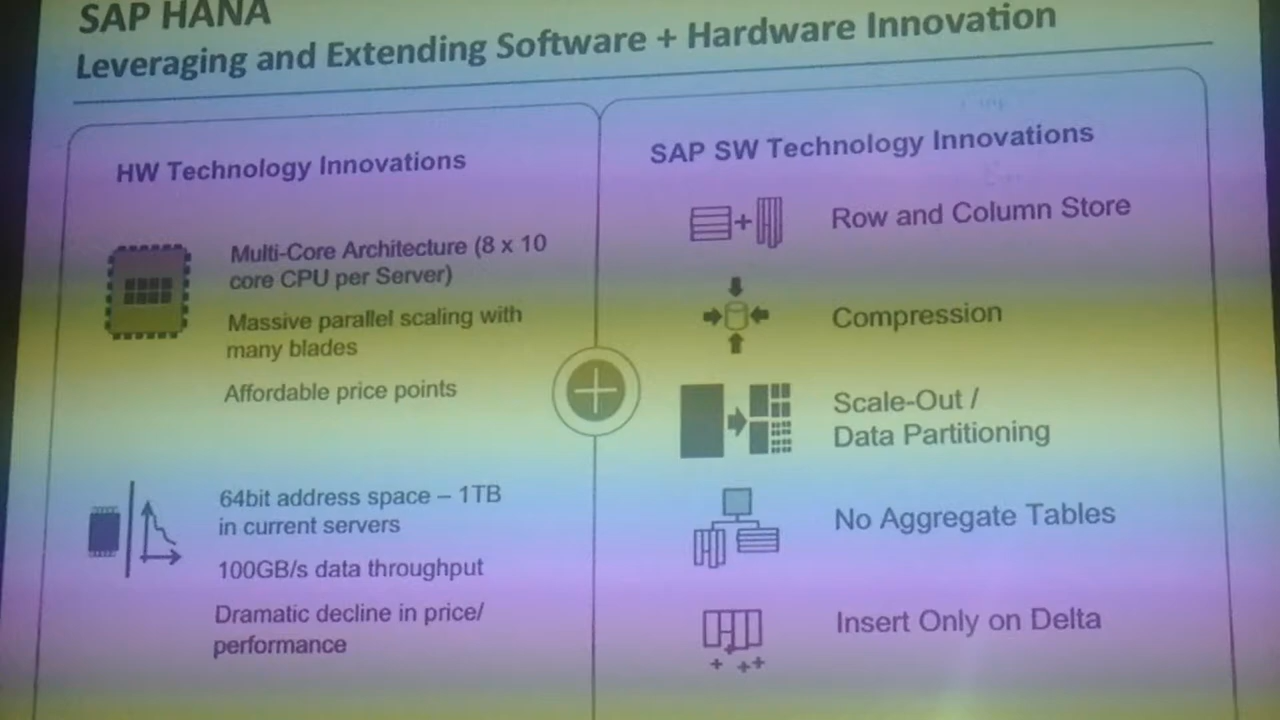 SAP HANA
Leveraging and Extending Software + Hardware Innovation
HW Technology Innovations
Multi-Core Architecture (8 x 10
core CPU per Server)
Massive parallel scaling with
many blades
Affordable price points
64bit address space – 1TB
in current servers
100GB/s data throughput
Dramatic decline in price/
performance
SAP SW Technology Innovations
Row and Column Store
Compression
Scale-Out /
Data Partitioning
No Aggregate Tables
Insert Only on Delta